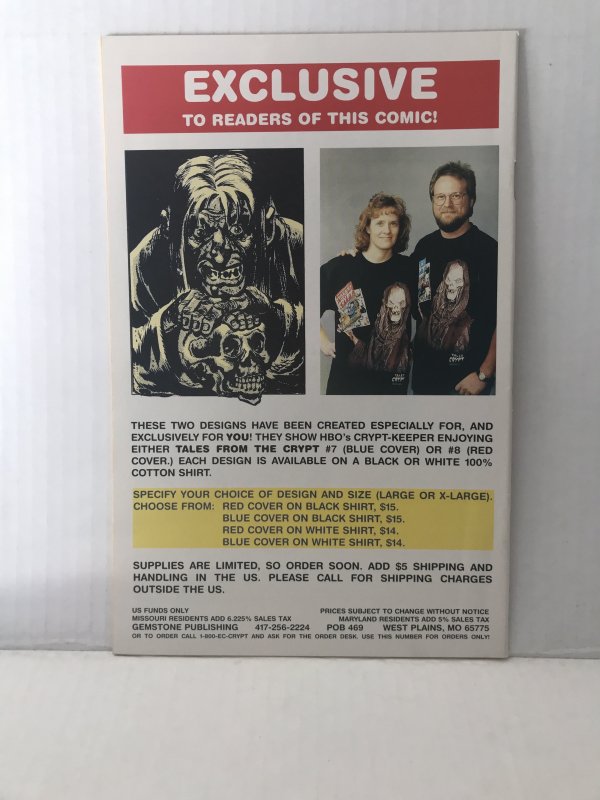 EXCLUSIVE
TO READERS OF THIS COMIC!
TALES
CRYPT
THESE TWO DESIGNS HAVE BEEN CREATED ESPECIALLY FOR, AND
EXCLUSIVELY FOR YOU! THEY SHOW HBO's CRYPT-KEEPER ENJOYING
EITHER TALES FROM THE CRYPT #7 (BLUE COVER) OR #8 (RED
COVER.) EACH DESIGN IS AVAILABLE ON A BLACK OR WHITE 100%
COTTON SHIRT.
SPECIFY YOUR CHOICE OF DESIGN AND SIZE (LARGE OR X-LARGE).
CHOOSE FROM: RED COVER ON BLACK SHIRT, $15.
BLUE COVER ON BLACK SHIRT, $15.
RED COVER ON WHITE SHIRT, $14.
BLUE COVER ON WHITE SHIRT, $14.
SUPPLIES ARE LIMITED, SO ORDER SOON. ADD $5 SHIPPING AND
HANDLING IN THE US. PLEASE CALL FOR SHIPPING CHARGES
OUTSIDE THE US.
US FUNDS ONLY PRICES SUBJECT TO CHANGE WITHOUT NOTICE
MISSOURI RESIDENTS ADD 6.225% SALES TAX MARYLAND RESIDENTS ADD 5% SALES TAX
GEMSTONE PUBLISHING 417-256-2224 POB 469 WEST PLAINS, MO 65775
OR TO ORDER CALL 1-800-EC-CRYPT AND ASK FOR THE ORDER DESK. USE THIS NUMBER FOR ORDERS ONLY!